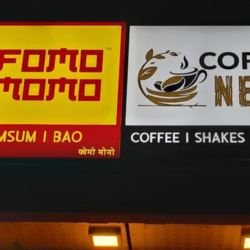 FOMO
MOMO
MSUM I BAO
फोमो मोमो
COF
NE
COFFEE I SHAKES